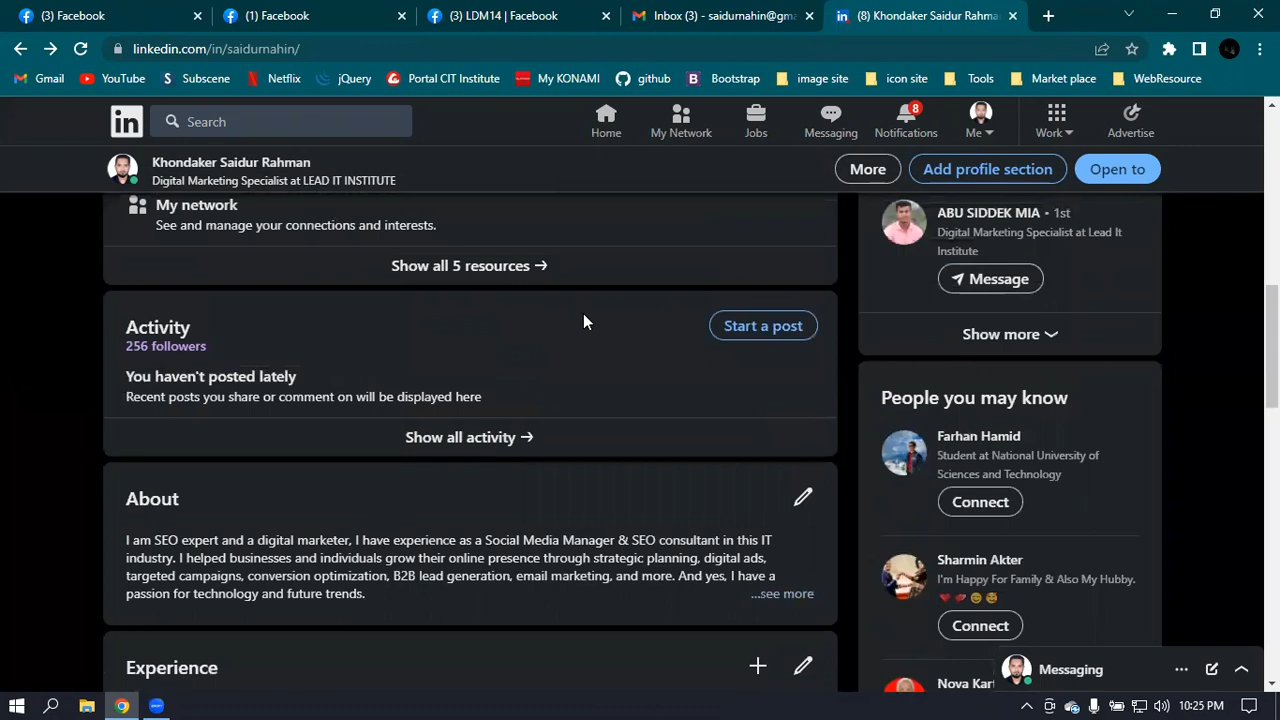 (3) Facebook
(1) Facebook
(3) LDM14 | Facebook
Inbox (3) - saidurnahin@gma
(8) Khondaker Saidur Rahma
linkedin.com/in/saidurnahin/
Gmail
YouTube
Subscene
Netflix
jQuery
Portal CIT Institute
My KONAMI
github
Bootstrap
image site
icon site
Tools
Market place
WebResource
in
Search
Home
My Network
Jobs
Messaging
8
Notifications
Me
Work
Advertise
Khondaker Saidur Rahman
Digital Marketing Specialist at LEAD IT INSTITUTE
More
Add profile section
Open to
My network
See and manage your connections and interests.
Show all 5 resources →
Activity
256 followers
Start a post
You haven't posted lately
Recent posts you share or comment on will be displayed here
Show all activity →
About
I am SEO expert and a digital marketer, I have experience as a Social Media Manager & SEO consultant in this IT
industry. I helped businesses and individuals grow their online presence through strategic planning, digital ads,
targeted campaigns, conversion optimization, B2B lead generation, email marketing, and more. And yes, I have a
passion for technology and future trends.
...see more
Experience
ABU SIDDEK MIA • 1st
Digital Marketing Specialist at Lead It
Institute
Message
Show more
People you may know
Farhan Hamid
Student at National University of
Sciences and Technology
Connect
Sharmin Akter
I'm Happy For Family & Also My Hubby.
Connect
Nova Kar
Messaging
10:25 PM